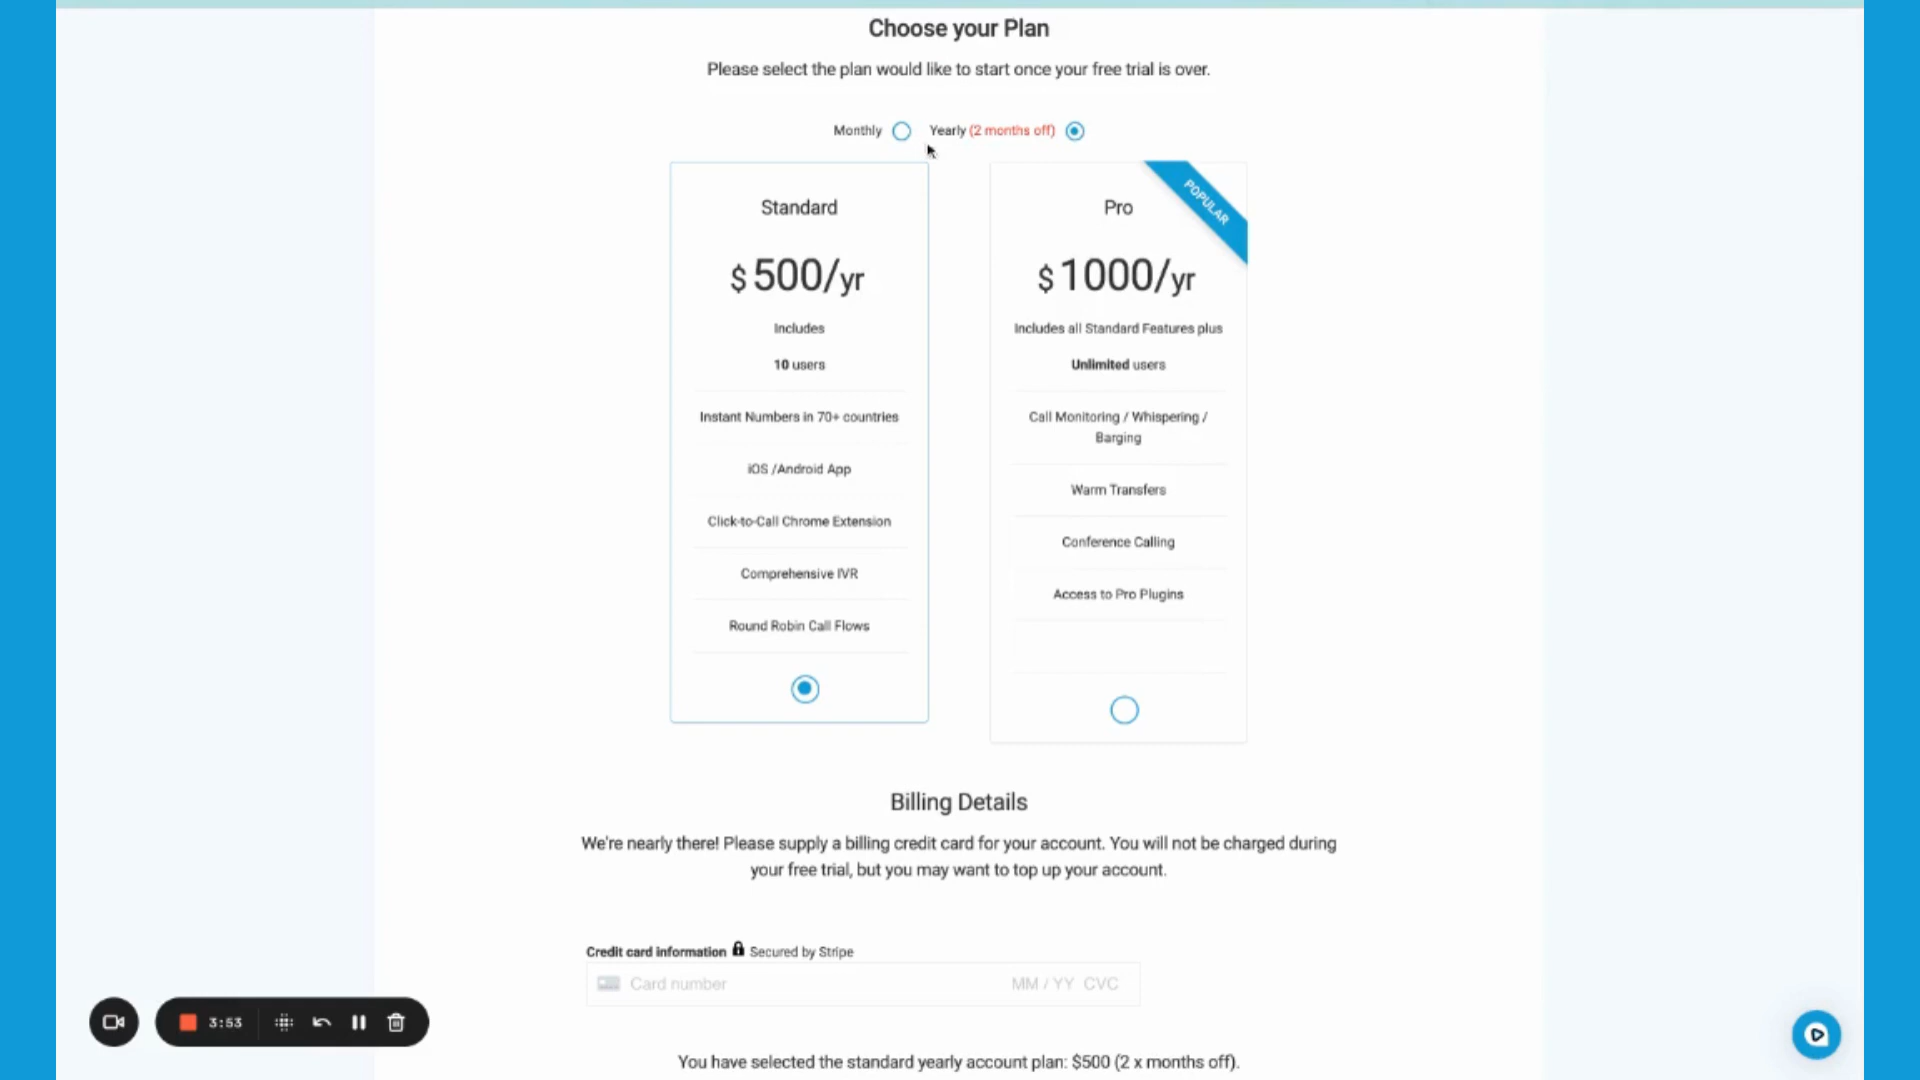 Choose your Plan
Please select the plan would like to start once your free trial is over.
Monthly Yearly (2 months off)
Standard
$500/yr
Includes
10 users
Instant Numbers in 70+ countries
iOS /Android App
Click-to-Call Chrome Extension
Comprehensive IVR
Round Robin Call Flows
POPULAR
Pro
$1000/yr
Includes all Standard Features plus
Unlimited users
Call Monitoring / Whispering /
Barging
Warm Transfers
Conference Calling
Access to Pro Plugins
Billing Details
We're nearly there! Please supply a billing credit card for your account. You will not be charged during
your free trial, but you may want to top up your account.
Credit card information Secured by Stripe
Card number MM / YY CVC
3:53
You have selected the standard yearly account plan: $500 (2 x months off).